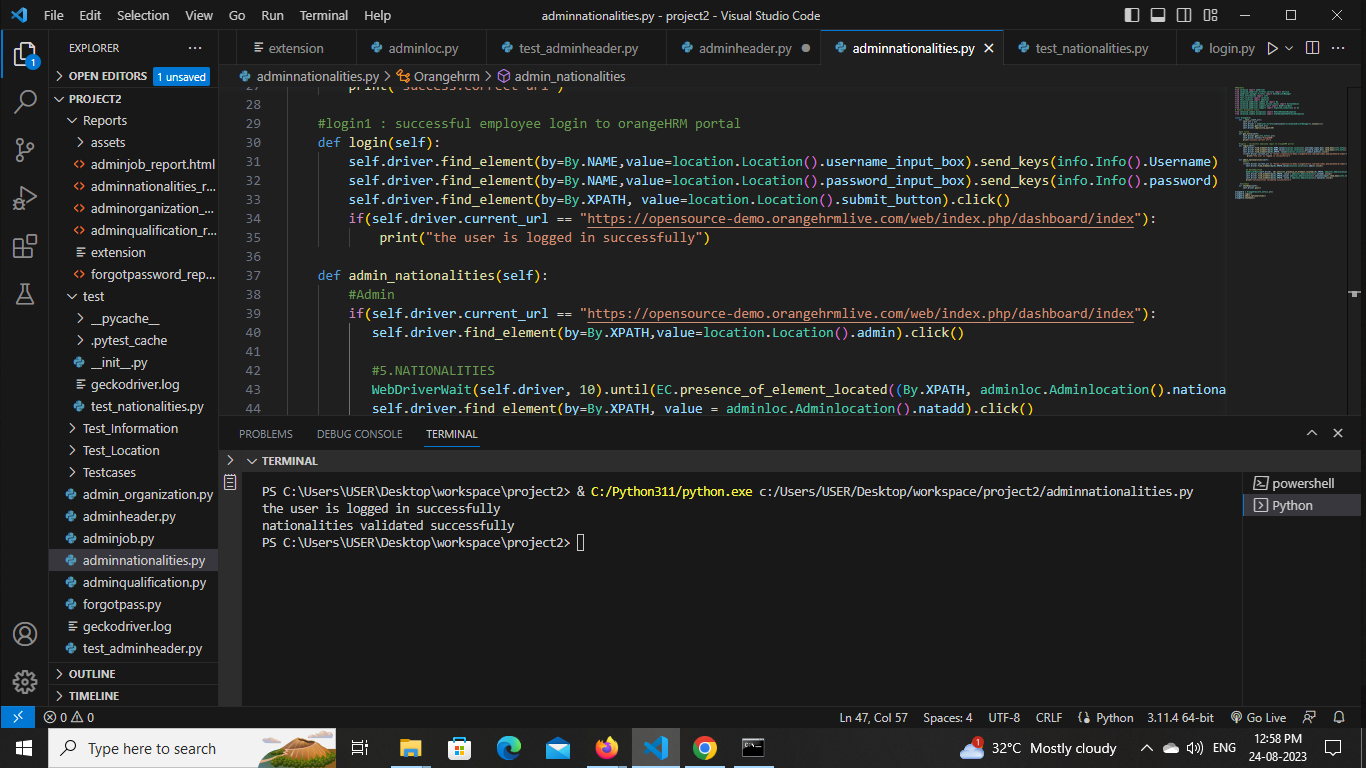 File Edit Selection View Go Run Terminal Help
adminnationalities.py - project2 - Visual Studio Code
EXPLORER
1
OPEN EDITORS 1 unsaved
PROJECT2
Reports
assets
adminjob_report.html
adminnationalities_r...
adminorganization_...
adminqualification_r...
extension
forgotpassword_rep...
test
__pycache__
.pytest_cache
__init__.py
geckodriver.log
test_nationalities.py
Test_Information
Test_Location
Testcases
admin_organization.py
adminheader.py
adminjob.py
adminnationalities.py
adminqualification.py
forgotpass.py
geckodriver.log
test_adminheader.py
OUTLINE
TIMELINE
extension adminloc.py test_adminheader.py adminheader.py adminnationalities.py test_nationalities.py login.py
adminnationalities.py > Orangehrm > admin_nationalities
27 print("success:correct url")
28
29 #login1 : successful employee login to orangeHRM portal
30 def login(self):
31 self.driver.find_element(by=By.NAME,value=location.Location().username_input_box).send_keys(info.Info().Username)
32 self.driver.find_element(by=By.NAME,value=location.Location().password_input_box).send_keys(info.Info().password)
33 self.driver.find_element(by=By.XPATH, value=location.Location().submit_button).click()
34 if(self.driver.current_url == "https://opensource-demo.orangehrmlive.com/web/index.php/dashboard/index"):
35 print("the user is logged in successfully")
36
37 def admin_nationalities(self):
38 #Admin
39 if(self.driver.current_url == "https://opensource-demo.orangehrmlive.com/web/index.php/dashboard/index"):
40 self.driver.find_element(by=By.XPATH,value=location.Location().admin).click()
41
42 #5.NATIONALITIES
43 WebDriverWait(self.driver, 10).until(EC.presence_of_element_located((By.XPATH, adminloc.Adminlocation().nationa
44 self.driver.find_element(by=By.XPATH, value = adminloc.Adminlocation().natadd).click()
PROBLEMS DEBUG CONSOLE TERMINAL
TERMINAL
PS C:\Users\USER\Desktop\workspace\project2> & C:/Python311/python.exe c:/Users/USER/Desktop/workspace/project2/adminnationalities.py
the user is logged in successfully
nationalities validated successfully
PS C:\Users\USER\Desktop\workspace\project2>
powershell
Python
0 0 Ln 47, Col 57 Spaces: 4 UTF-8 CRLF Python 3.11.4 64-bit Go Live
Type here to search
1 32°C Mostly cloudy ENG
12:58 PM
24-08-2023